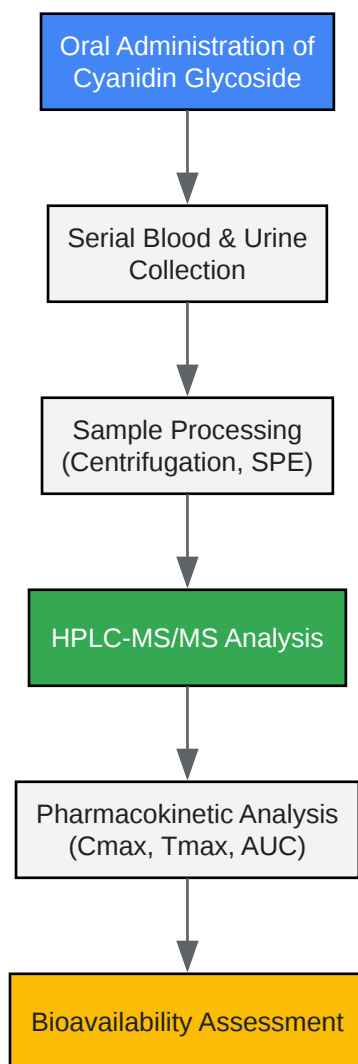 Oral Administration of
Cyanidin Glycoside
Serial Blood & Urine
Collection
Sample Processing
(Centrifugation, SPE)
HPLC-MS/MS Analysis
Pharmacokinetic Analysis
(Cmax, Tmax, AUC)
Bioavailability Assessment